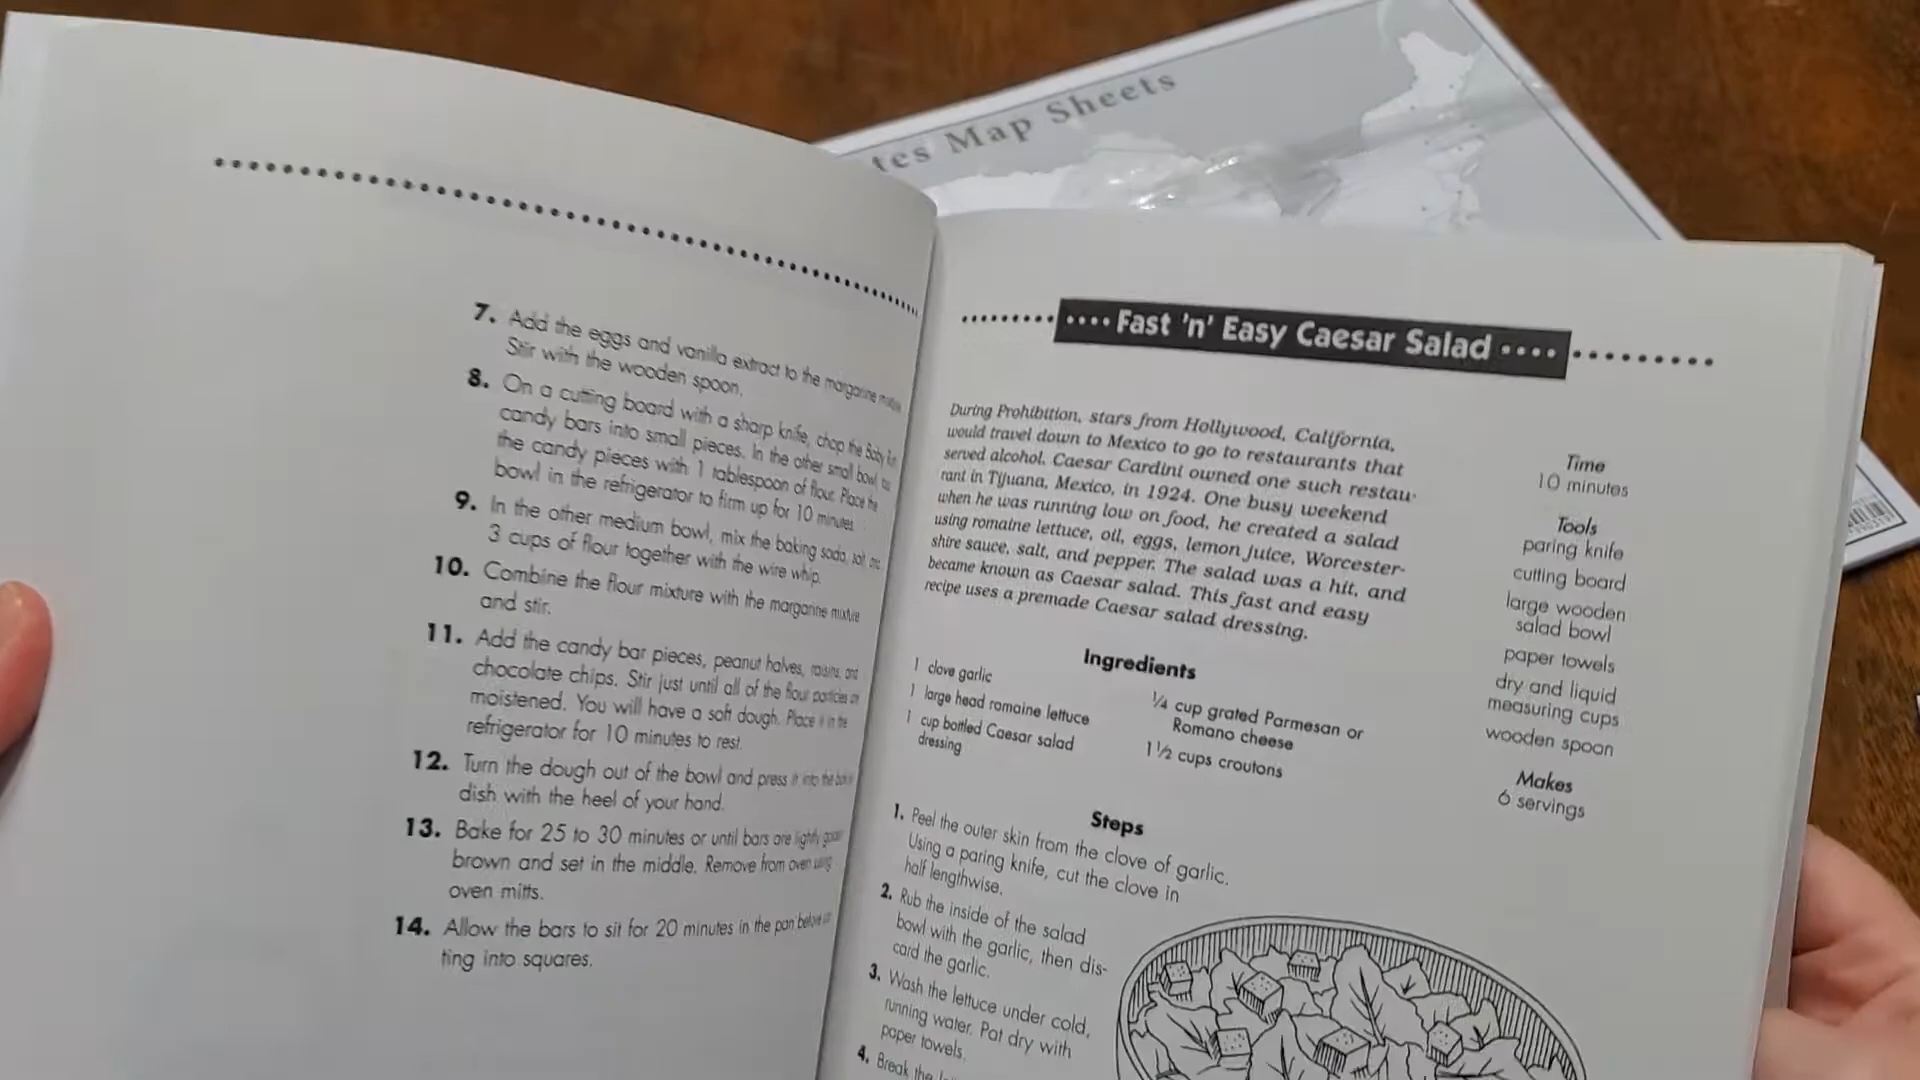 tes Map Sheets
7. Add the eggs and vanilla extract to the margarine
Stir with the wooden spoon.
8. On a cutting board with a sharp knife, chop the Baby
candy bars into small pieces. In the other small bowl,
the candy pieces with 1 tablespoon of flour. Place the
bowl in the refrigerator to firm up for 10 minutes.
9. In the other medium bowl, mix the baking soda, salt, and
3 cups of flour together with the wire whip.
10. Combine the flour mixture with the margarine mixture
and stir.
11. Add the candy bar pieces, peanut halves, raisins, and
chocolate chips. Stir just until all of the flour particles are
moistened. You will have a soft dough. Place it in the
refrigerator for 10 minutes to rest.
12. Turn the dough out of the bowl and press it into the
dish with the heel of your hand.
13. Bake for 25 to 30 minutes or until bars are lightly
brown and set in the middle. Remove from oven using
oven mitts.
14. Allow the bars to sit for 20 minutes in the pan before
ting into squares.
Fast 'n' Easy Caesar Salad
During Prohibition, stars from Hollywood, California,
would travel down to Mexico to go to restaurants that
served alcohol. Caesar Cardini owned one such restau-
rant in Tijuana, Mexico, in 1924. One busy weekend
when he was running low on food, he created a salad
using romaine lettuce, oil, eggs, lemon juice, Worcester-
shire sauce, salt, and pepper. The salad was a hit, and
became known as Caesar salad. This fast and easy
recipe uses a premade Caesar salad dressing.
Ingredients
1 clove garlic
1 large head romaine lettuce
1 cup bottled Caesar salad
dressing
1/4 cup grated Parmesan or
Romano cheese
1 1/2 cups croutons
Steps
1. Peel the outer skin from the clove of garlic.
Using a paring knife, cut the clove in
half lengthwise.
2. Rub the inside of the salad
bowl with the garlic, then dis-
card the garlic.
3. Wash the lettuce under cold,
running water. Pat dry with
paper towels.
4. Break the
Time
10 minutes
Tools
paring knife
cutting board
large wooden
salad bowl
paper towels
dry and liquid
measuring cups
wooden spoon
Makes
6 servings